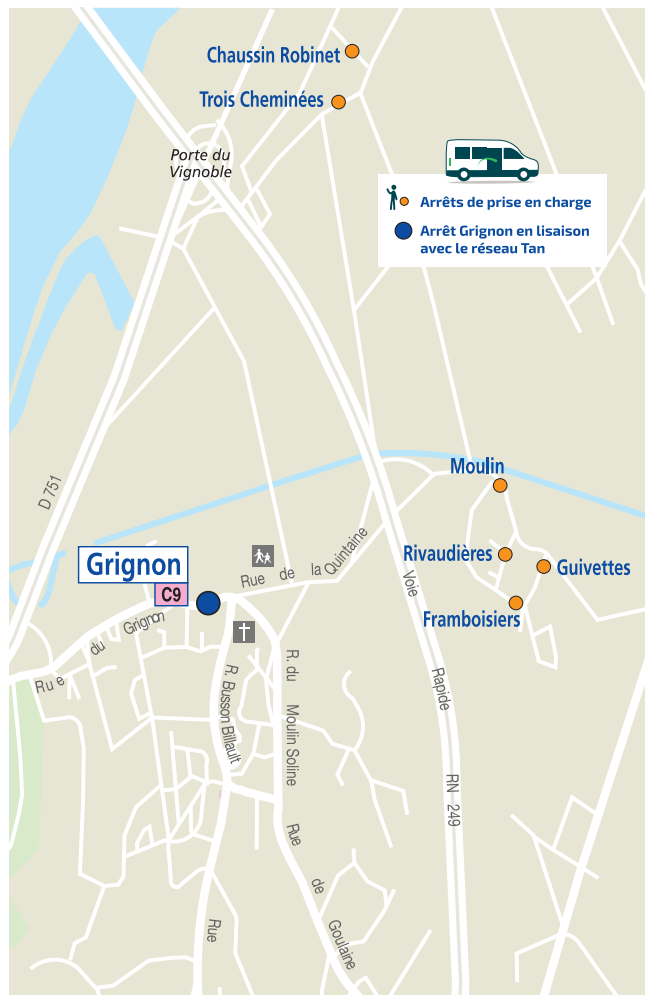 Chaussin Robinet
Trois Cheminées
Porte du
Vignoble
Arrêts de prise en charge
Arrêt Grignon en lisaison
avec le réseau Tan
D 751
Moulin
Rivaudières
Guivettes
Framboisiers
Grignon
C9
Rue de la Quintaine
Rue du Grignon
R. Busson Billault
R. du Moulin Soline
Voie Rapide RN 249
Rue de Goulaine
Rue